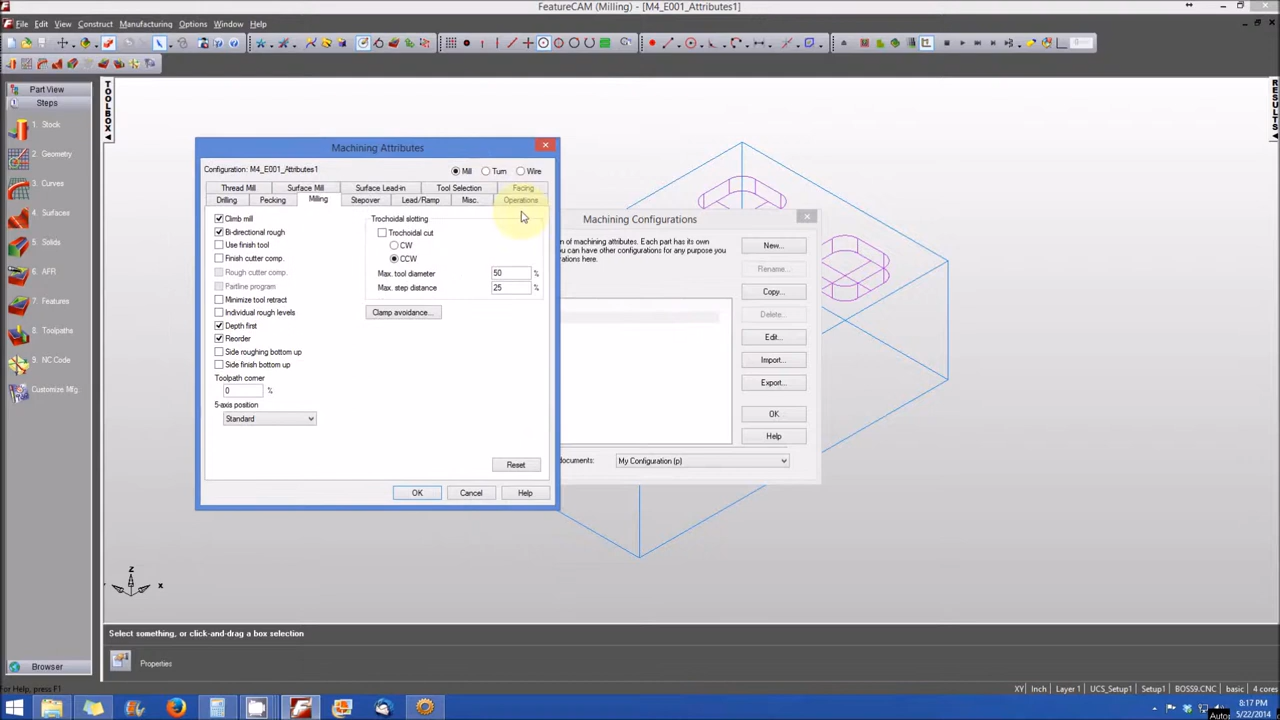 FeatureCAM (Milling) - [M4_E001_Attributes1]
File Edit View Construct Manufacturing Options Window Help
Part View
Steps
1. Stock
2. Geometry
3. Curves
4. Surfaces
5. Solids
6. AFR
7. Features
8. Toolpaths
9. NC Code
Customize Mfg.
Browser
TOOLBOX
RESULTS
Machining Attributes
Configuration: M4_E001_Attributes1
Mill Turn Wire
Thread Mill Surface Mill Surface Lead-in Tool Selection Facing
Drilling Pecking Milling Stepover Lead/Ramp Misc. Operations
Climb mill
Bi-directional rough
Use finish tool
Finish cutter comp.
Rough cutter comp.
Partline program
Minimize tool retract
Individual rough levels
Depth first
Reorder
Side roughing bottom up
Side finish bottom up
Toolpath corner
0 %
5-axis position
Standard
Trochoidal slotting
Trochoidal cut
CW
CCW
Max. tool diameter 50 %
Max. step distance 25 %
Clamp avoidance...
Reset
OK Cancel Help
Machining Configurations
n of machining attributes. Each part has its own
ou can have other configurations for any purpose you
ons here.
New...
Rename...
Copy...
Delete...
Edit...
Import...
Export...
OK
Help
documents: My Configuration (p)
Z
X
Select something, or click-and-drag a box selection
Properties
For Help, press F1
XY Inch Layer 1 UCS_Setup1 Setup1 BOSS9.CNC basic 4 cores
8:17 PM
5/22/2014